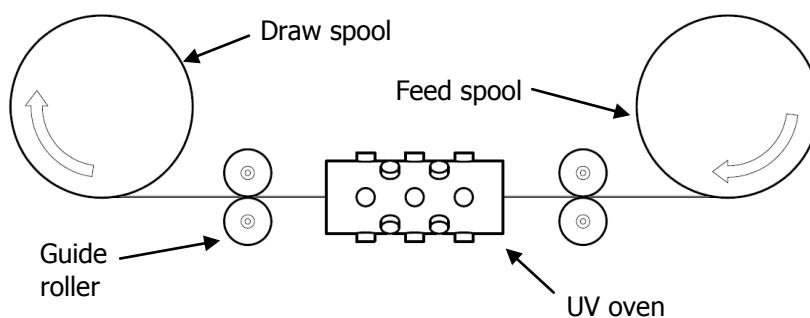 Draw spool
Feed spool
Guide
roller
UV oven